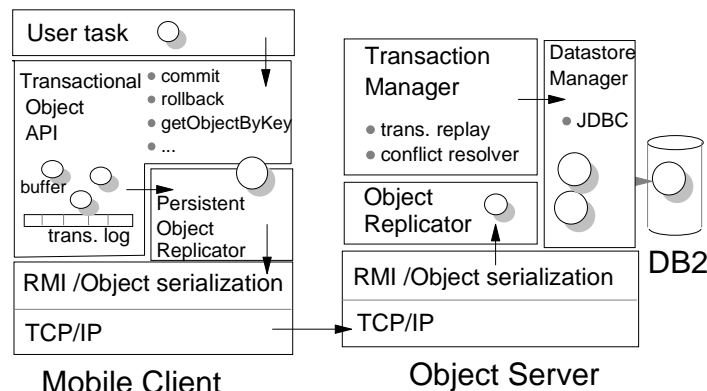 User task
Transactional
Object
API
• commit
• rollback
• getObjectByKey
• ...
buffer
trans. log
Persistent
Object
Replicator
RMI /Object serialization
TCP/IP
Mobile Client
Transaction
Manager
• trans. replay
• conflict resolver
Datastore
Manager
• JDBC
Object
Replicator
DB2
RMI /Object serialization
TCP/IP
Object Server